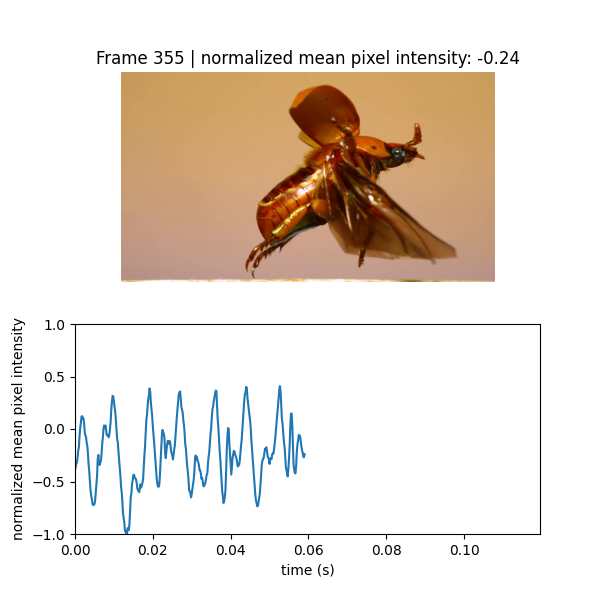 Frame 355 | normalized mean pixel intensity: -0.24
normalized mean pixel intensity
1.0
0.5
0.0
−0.5
−1.0
0.00 0.02 0.04 0.06 0.08 0.10
time (s)